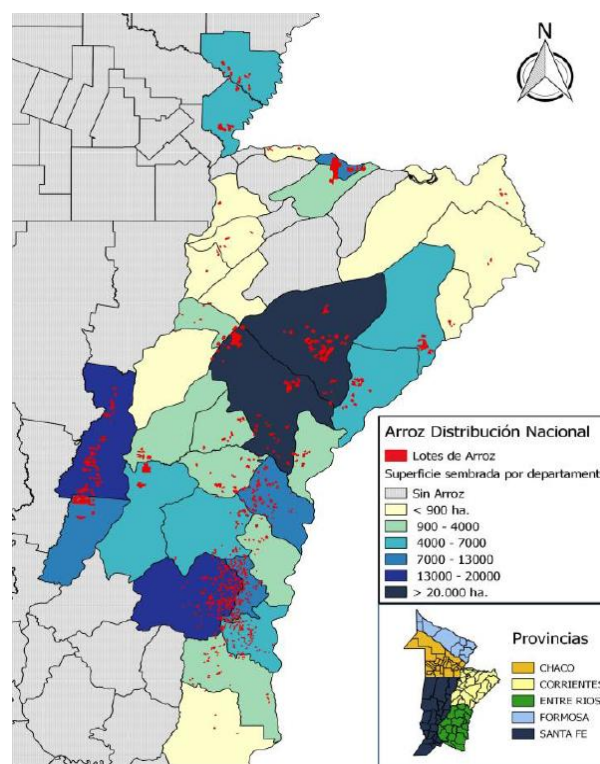 N
Arroz Distribución Nacional
Lotes de Arroz
Superficie sembrada por departament
Sin Arroz
< 900 ha.
900 - 4000
4000 - 7000
7000 - 13000
13000 - 20000
> 20.000 ha.
Provincias
CHACO
CORRIENTES
ENTRE RIOS
FORMOSA
SANTA FE